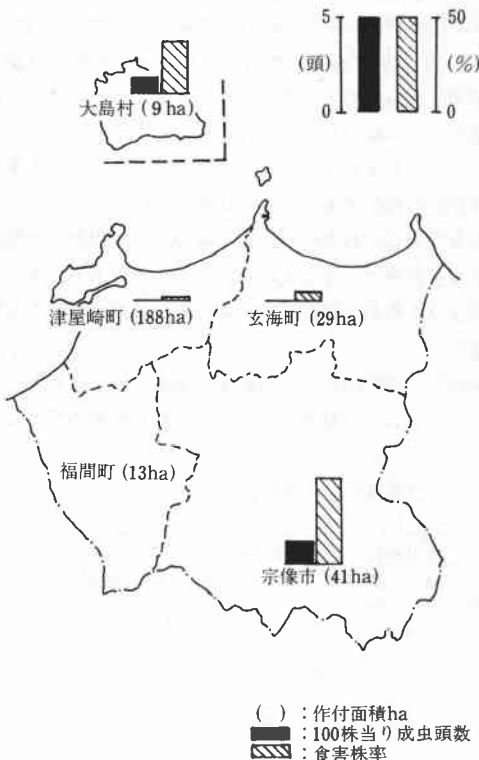 5
50
(頭)
(%)
0
0
大島村 (9ha)
津屋崎町 (188ha)
玄海町 (29ha)
福間町 (13ha)
宗像市 (41ha)
( ) : 作付面積ha
: 100株当り成虫頭数
: 食害株率